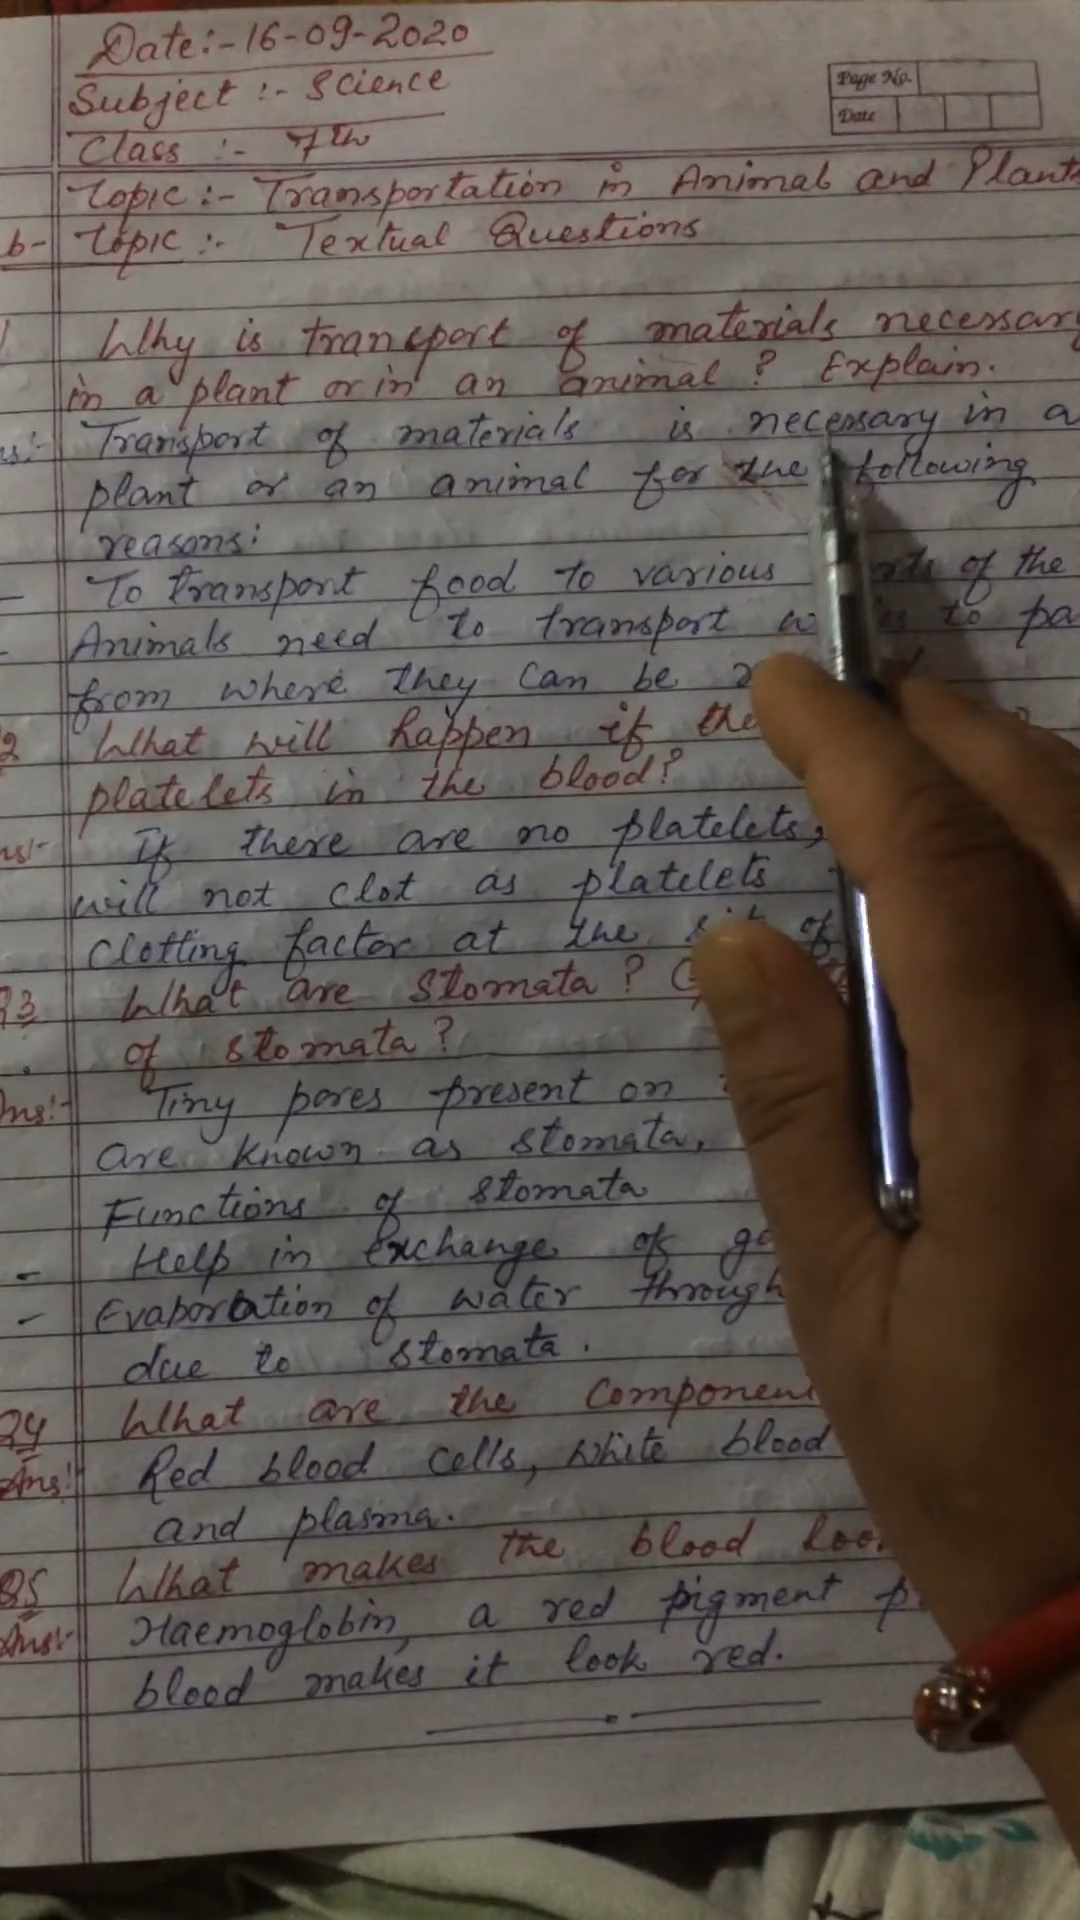 Date:-16-09-2020
Subject :- Science
Page No.
Date
Class :- 7th
Topic :- Transportation in Animal and Plants
b- Topic :- Textual Questions
Why is transport of materials necessary
in a plant or in an animal ? Explain.
Transport of materials is necessary in a
plant or an animal for the following
reasons:
- To transport food to various of the
- Animals need to transport to
from where they can be
2 What will happen if the
platelets in the blood?
If there are no platelets,
will not clot as platelets
clotting factor at the of
Q3 What are stomata ?
of stomata ?
Ans:- Tiny pores present on
are known as stomata.
Functions of stomata
- Help in exchange of
- Evaporation of water through
due to stomata.
Q4 What are the
Ans:- Red blood cells, white blood
and plasma.
Q5 What makes the blood
Ans:- Haemoglobin, a red pigment
blood makes it look red.